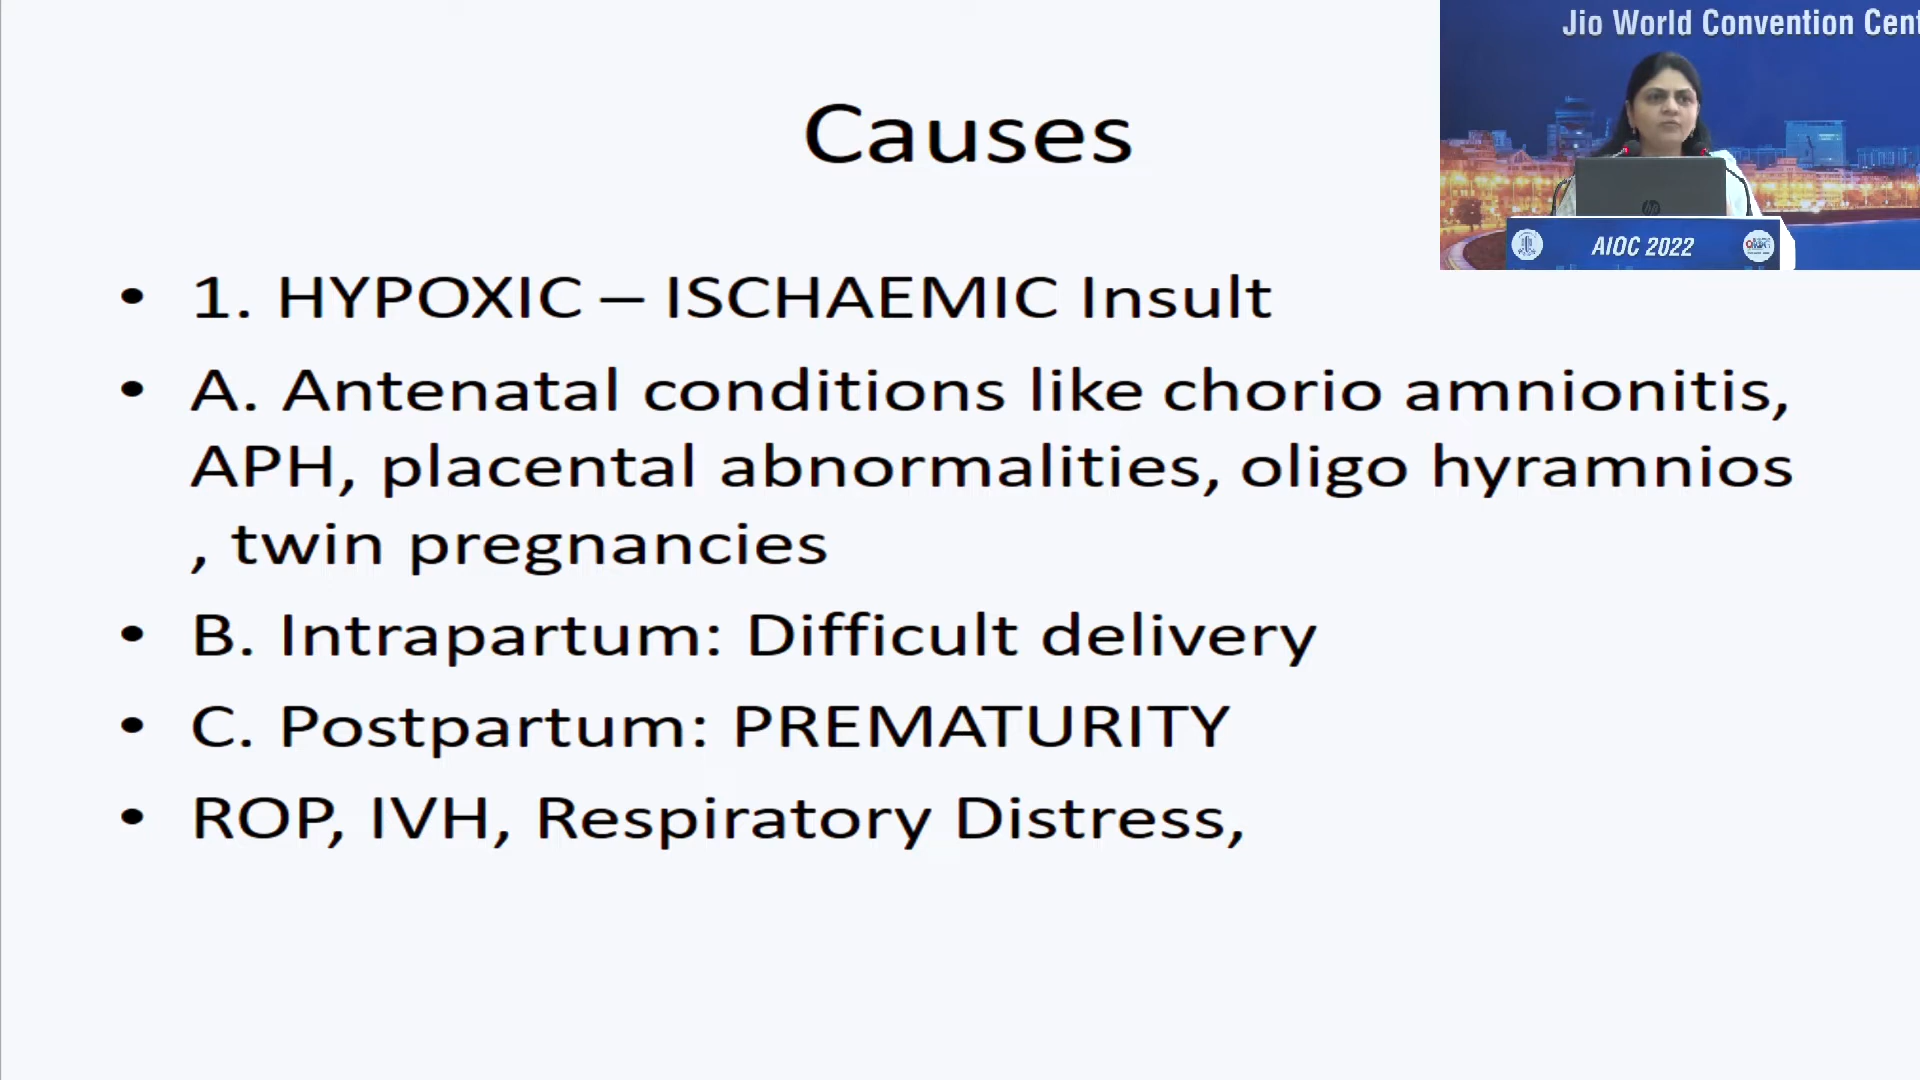 Jio World Convention Cent
Causes
AIOC 2022
• 1. HYPOXIC – ISCHAEMIC Insult
• A. Antenatal conditions like chorio amnionitis,
APH, placental abnormalities, oligo hyramnios
, twin pregnancies
• B. Intrapartum: Difficult delivery
• C. Postpartum: PREMATURITY
• ROP, IVH, Respiratory Distress,
hp